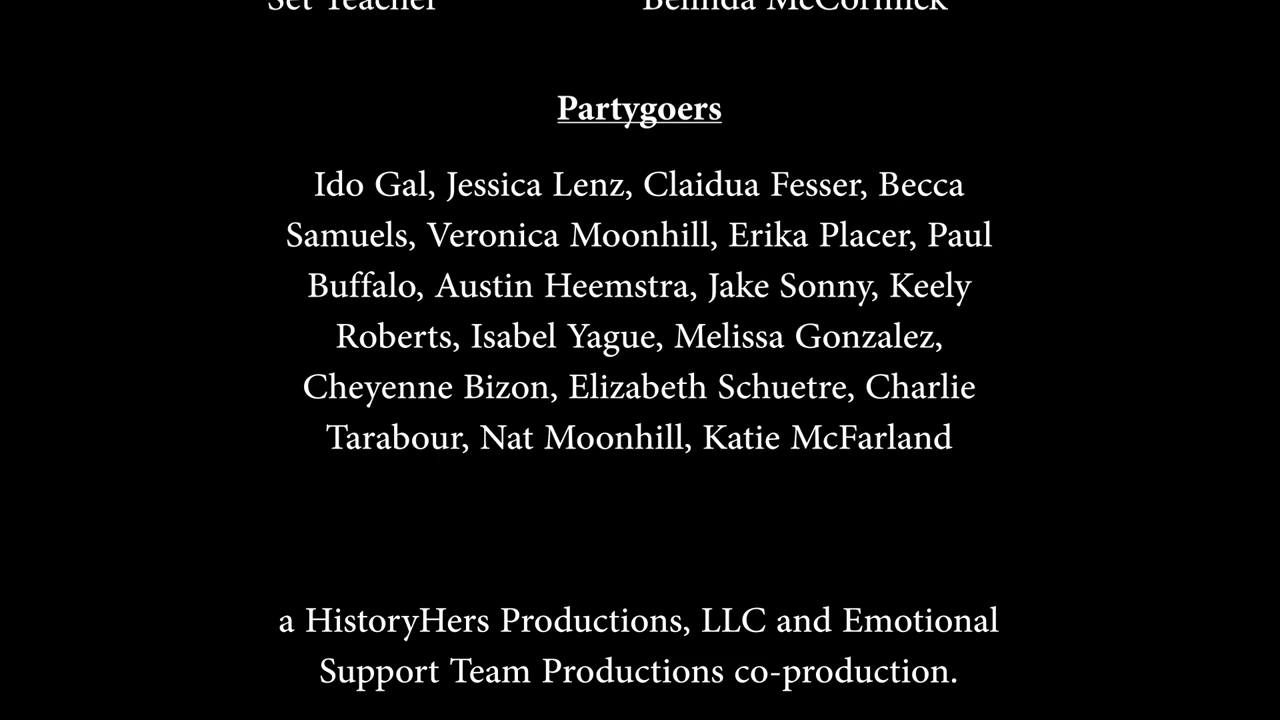 Set Teacher Belinda McCormick
Partygoers
Ido Gal, Jessica Lenz, Claidua Fesser, Becca
Samuels, Veronica Moonhill, Erika Placer, Paul
Buffalo, Austin Heemstra, Jake Sonny, Keely
Roberts, Isabel Yague, Melissa Gonzalez,
Cheyenne Bizon, Elizabeth Schuetre, Charlie
Tarabour, Nat Moonhill, Katie McFarland
a HistoryHers Productions, LLC and Emotional
Support Team Productions co-production.